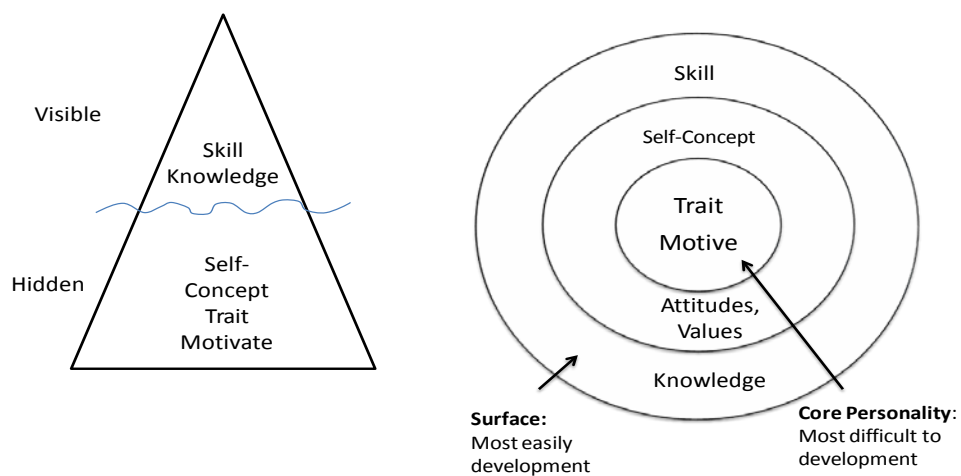 Visible
Skill
Knowledge
Hidden
Self-
Concept
Trait
Motivate
Skill
Self-Concept
Trait
Motive
Attitudes,
Values
Knowledge
Surface:
Most easily
development
Core Personality:
Most difficult to
development